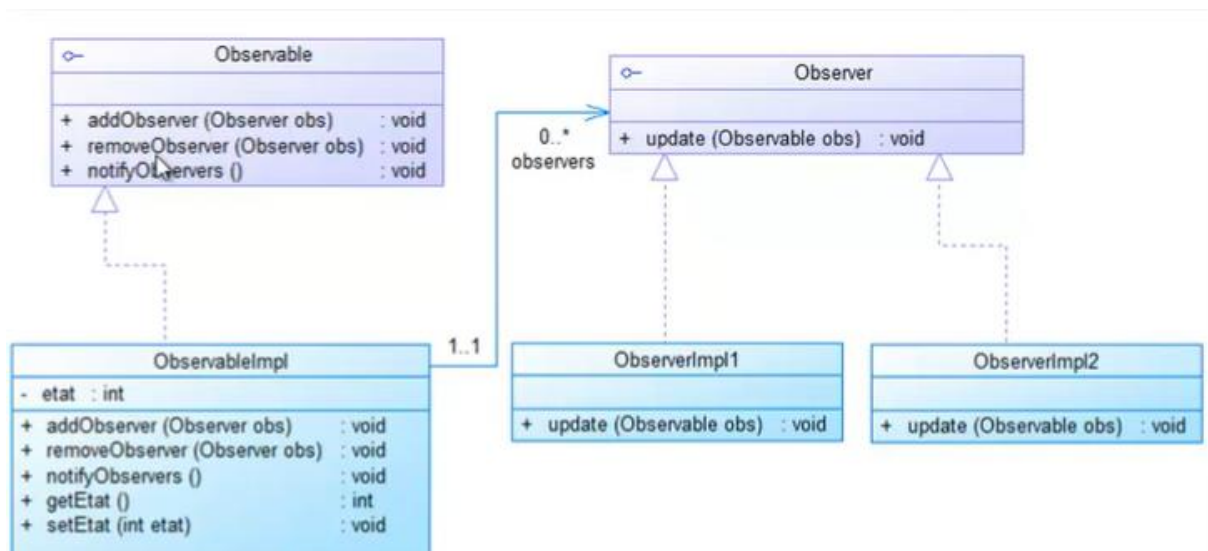 Observable
+ addObserver (Observer obs) : void
+ removeObserver (Observer obs) : void
+ notifyObservers () : void
Observer
+ update (Observable obs) : void
0..*
observers
1..1
ObservableImpl
- etat : int
+ addObserver (Observer obs) : void
+ removeObserver (Observer obs) : void
+ notifyObservers () : void
+ getEtat () : int
+ setEtat (int etat) : void
ObserverImpl1
+ update (Observable obs) : void
ObserverImpl2
+ update (Observable obs) : void